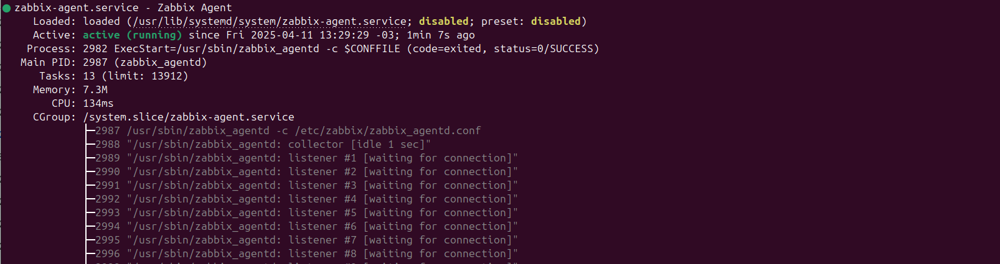 ● zabbix-agent.service - Zabbix Agent
Loaded: loaded (/usr/lib/systemd/system/zabbix-agent.service; disabled; preset: disabled)
Active: active (running) since Fri 2025-04-11 13:29:29 -03; 1min 7s ago
Process: 2982 ExecStart=/usr/sbin/zabbix_agentd -c $CONFFILE (code=exited, status=0/SUCCESS)
Main PID: 2987 (zabbix_agentd)
Tasks: 13 (limit: 13912)
Memory: 7.3M
CPU: 134ms
CGroup: /system.slice/zabbix-agent.service
├─2987 /usr/sbin/zabbix_agentd -c /etc/zabbix/zabbix_agentd.conf
├─2988 "/usr/sbin/zabbix_agentd: collector [idle 1 sec]"
├─2989 "/usr/sbin/zabbix_agentd: listener #1 [waiting for connection]"
├─2990 "/usr/sbin/zabbix_agentd: listener #2 [waiting for connection]"
├─2991 "/usr/sbin/zabbix_agentd: listener #3 [waiting for connection]"
├─2992 "/usr/sbin/zabbix_agentd: listener #4 [waiting for connection]"
├─2993 "/usr/sbin/zabbix_agentd: listener #5 [waiting for connection]"
├─2994 "/usr/sbin/zabbix_agentd: listener #6 [waiting for connection]"
├─2995 "/usr/sbin/zabbix_agentd: listener #7 [waiting for connection]"
├─2996 "/usr/sbin/zabbix_agentd: listener #8 [waiting for connection]"